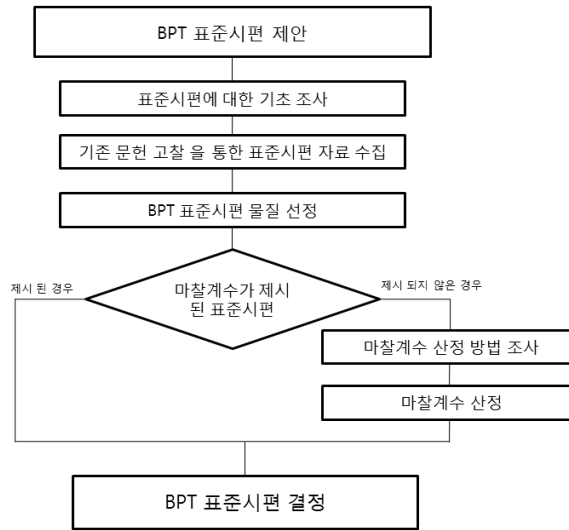 BPT 표준시편 제안
표준시편에 대한 기초 조사
기존 문헌 고찰 을 통한 표준시편 자료 수집
BPT 표준시편 물질 선정
제시 된 경우
마찰계수가 제시
된 표준시편
제시 되지 않은 경우
마찰계수 산정 방법 조사
마찰계수 산정
BPT 표준시편 결정